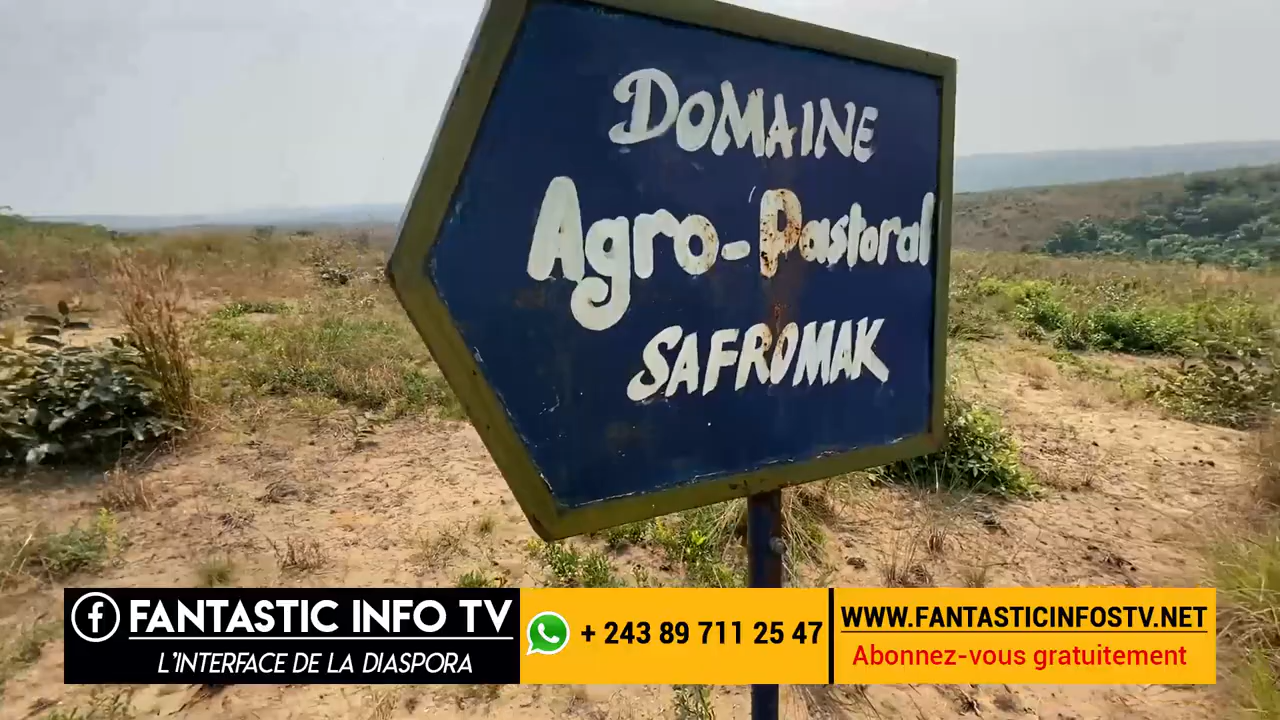 DOMAINE
Agro-Pastoral
SAFROMAK
FANTASTIC INFO TV
L'INTERFACE DE LA DIASPORA
+ 243 89 711 25 47
WWW.FANTASTICINFOSTV.NET
Abonnez-vous gratuitement